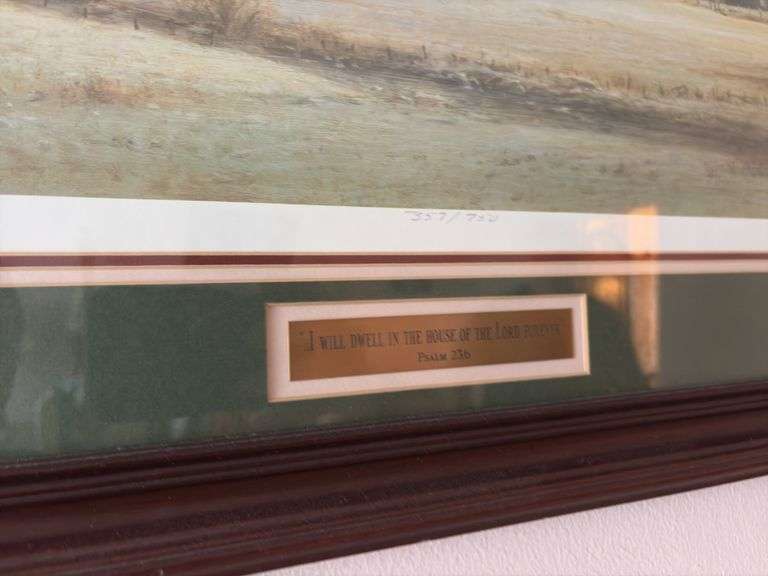 357/750
"I WILL DWELL IN THE HOUSE OF THE LORD FOREVER"
PSALM 23:6